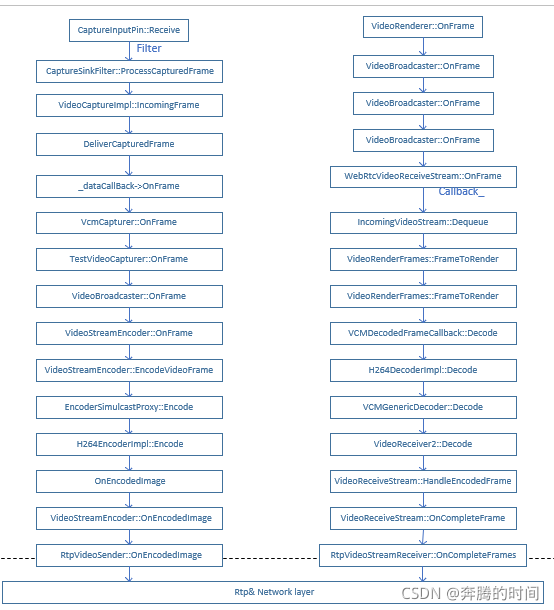 CaptureInputPin::Receive
Filter
CaptureSinkFilter::ProcessCapturedFrame
VideoCaptureImpl::IncomingFrame
DeliverCapturedFrame
_dataCallBack->OnFrame
VcmCapturer::OnFrame
TestVideoCapturer::OnFrame
VideoBroadcaster::OnFrame
VideoStreamEncoder::OnFrame
VideoStreamEncoder::EncodeVideoFrame
EncoderSimulcastProxy::Encode
H264EncoderImpl::Encode
OnEncodedImage
VideoStreamEncoder::OnEncodedImage
RtpVideoSender::OnEncodedImage
VideoRenderer::OnFrame
VideoBroadcaster::OnFrame
VideoBroadcaster::OnFrame
VideoBroadcaster::OnFrame
WebRtcVideoReceiveStream::OnFrame
Callback_
IncomingVideoStream::Dequeue
VideoRenderFrames::FrameToRender
VideoRenderFrames::FrameToRender
VCMDecodedFrameCallback::Decode
H264DecoderImpl::Decode
VCMGenericDecoder::Decode
VideoReceiver2::Decode
VideoReceiveStream::HandleEncodedFrame
VideoReceiveStream::OnCompleteFrame
RtpVideoStreamReceiver::OnCompleteFrames
Rtp& Network layer
CSDN @奔腾的时间